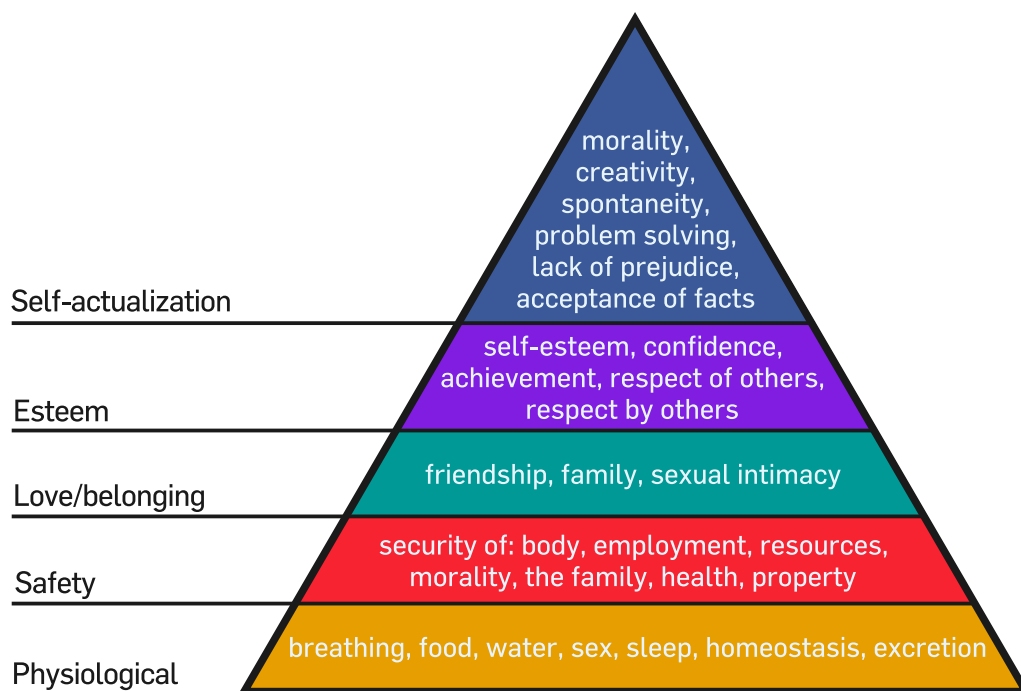 morality,
creativity,
spontaneity,
problem solving,
lack of prejudice,
acceptance of facts
Self-actualization
self-esteem, confidence,
achievement, respect of others,
respect by others
Esteem
friendship, family, sexual intimacy
Love/belonging
security of: body, employment, resources,
morality, the family, health, property
Safety
breathing, food, water, sex, sleep, homeostasis, excretion
Physiological